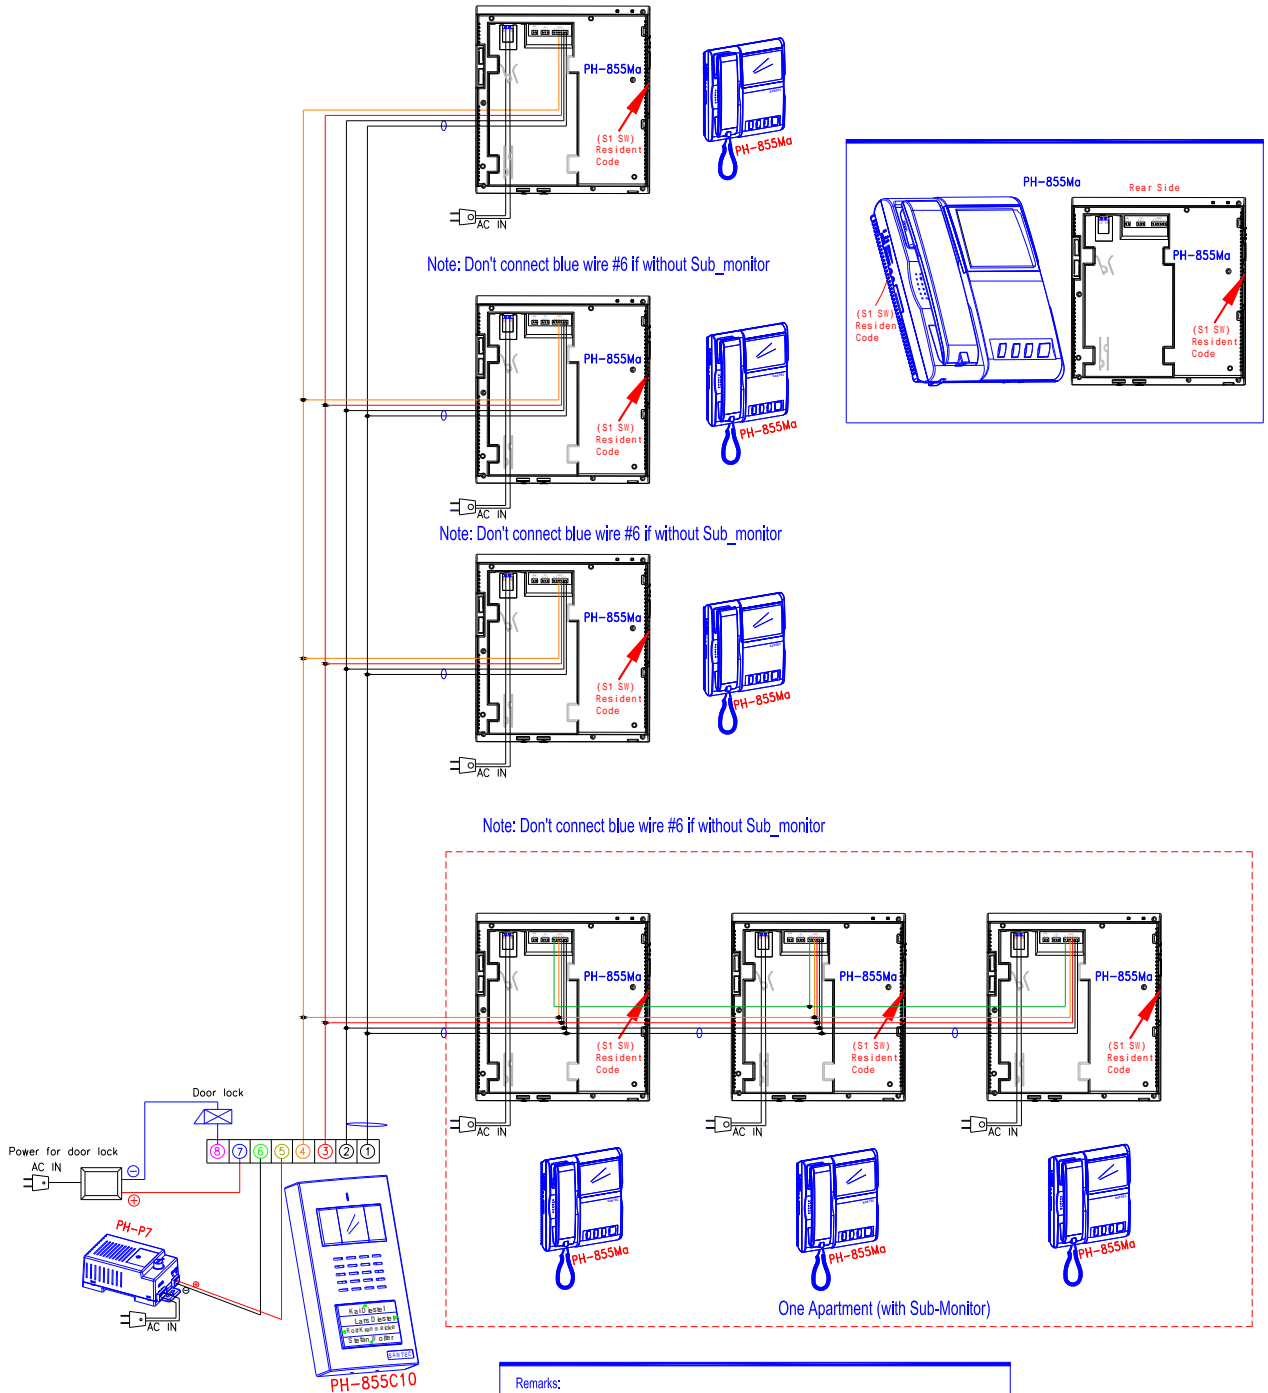 PH-855Ma
(S1 SW)
Resident
Code
PH-855Ma
AC IN
Note: Don't connect blue wire #6 if without Sub_monitor
PH-855Ma
Rear Side
PH-855Ma
(S1 SW)
Residen
Code
(S1 SW)
Resident
Code
PH-855Ma
(S1 SW)
Resident
Code
PH-855Ma
AC IN
Note: Don't connect blue wire #6 if without Sub_monitor
PH-855Ma
(S1 SW)
Resident
Code
PH-855Ma
AC IN
Note: Don't connect blue wire #6 if without Sub_monitor
PH-855Ma
PH-855Ma
PH-855Ma
(S1 SW)
Resident
Code
(S1 SW)
Resident
Code
(S1 SW)
Resident
Code
AC IN
AC IN
AC IN
PH-855Ma
PH-855Ma
PH-855Ma
One Apartment (with Sub-Monitor)
Door lock
8 7 6 5 4 3 2 1
Power for door lock
AC IN
PH-P7
AC IN
Kai Diestel
Lars Diestel
SANTEC
PH-855C10
Remarks: